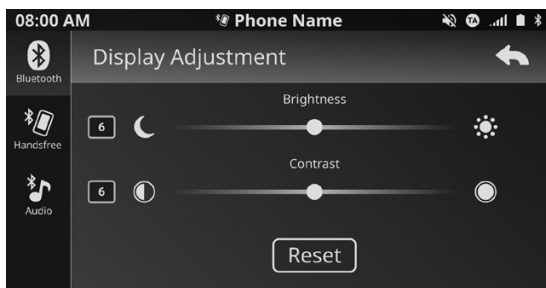 08:00 AM Phone Name TA
Bluetooth
Display Adjustment
Handsfree
Audio
Brightness
6
Contrast
6
Reset